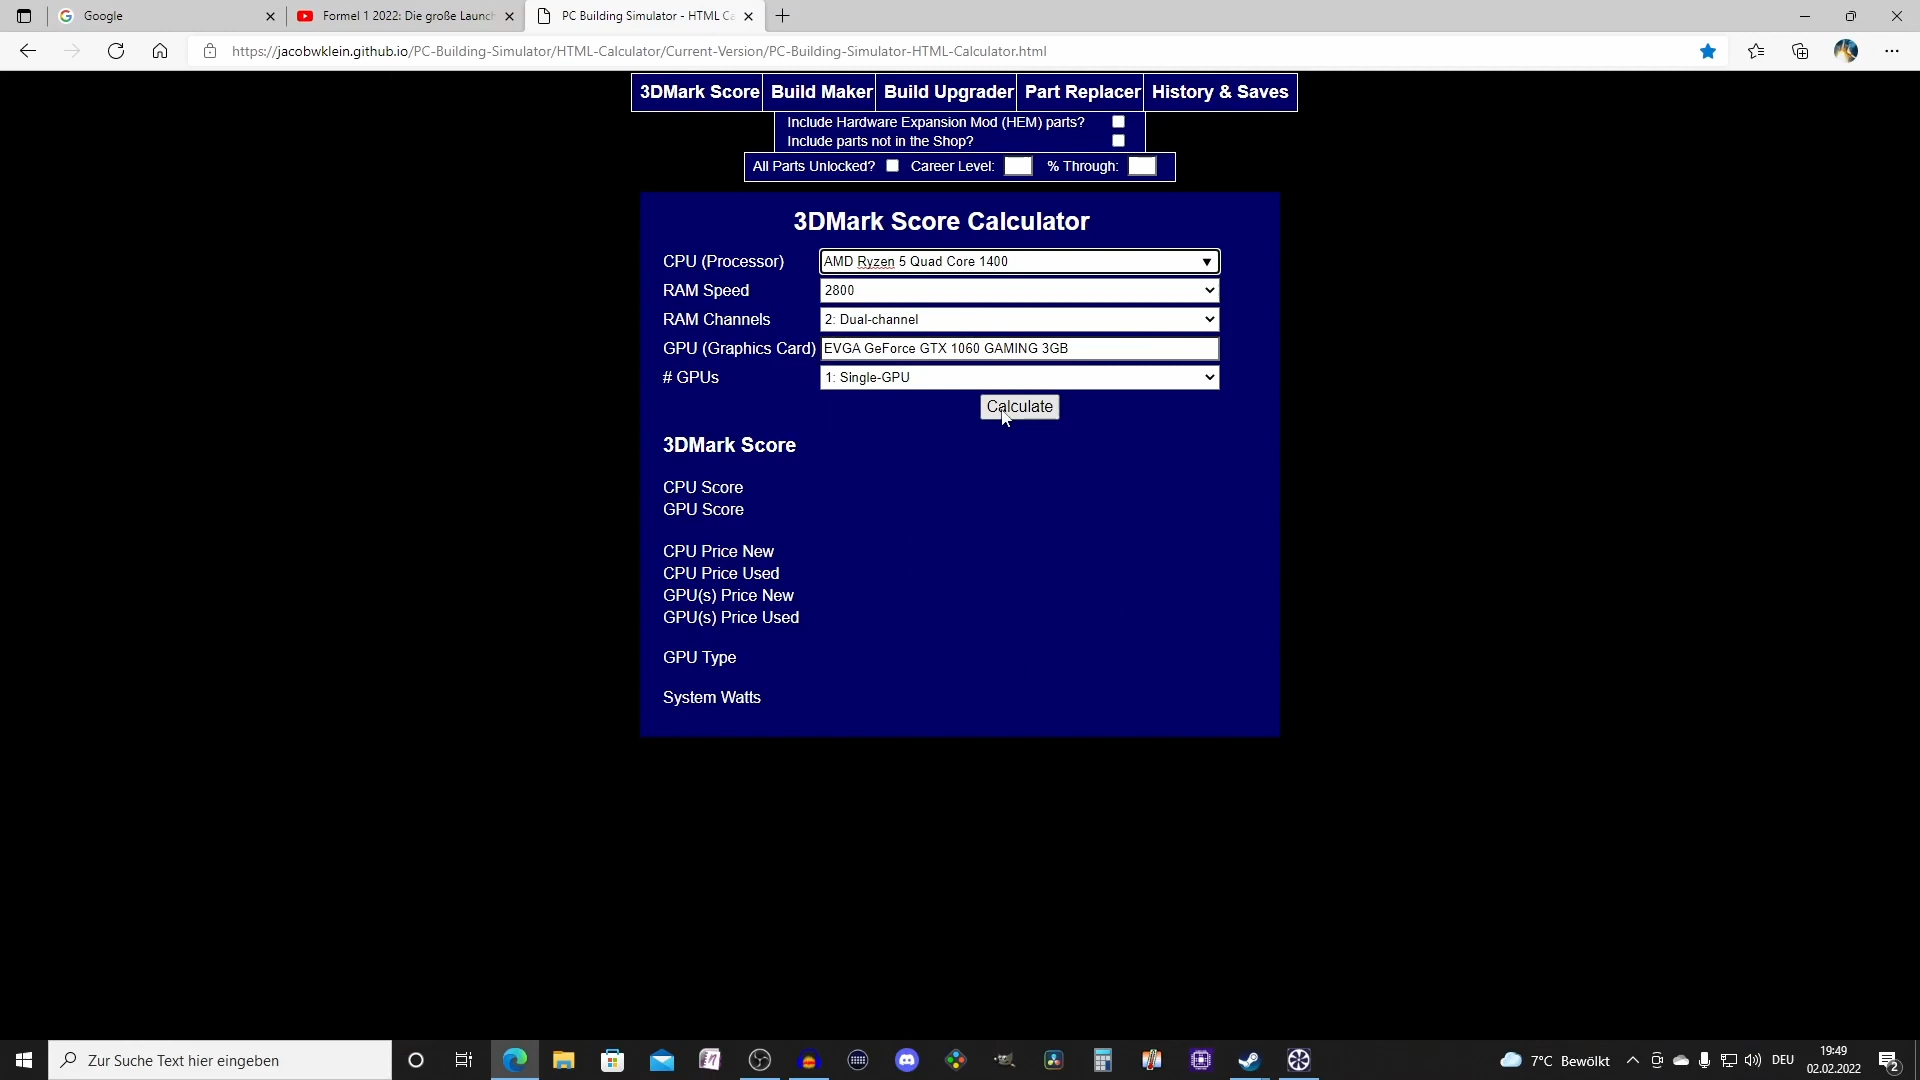 Google
Formel 1 2022: Die große Launch
PC Building Simulator - HTML Ca
https://jacobwklein.github.io/PC-Building-Simulator/HTML-Calculator/Current-Version/PC-Building-Simulator-HTML-Calculator.html
3DMark Score Build Maker Build Upgrader Part Replacer History & Saves
Include Hardware Expansion Mod (HEM) parts?
Include parts not in the Shop?
All Parts Unlocked? Career Level: % Through:
3DMark Score Calculator
CPU (Processor) AMD Ryzen 5 Quad Core 1400
RAM Speed 2800
RAM Channels 2: Dual-channel
GPU (Graphics Card) EVGA GeForce GTX 1060 GAMING 3GB
# GPUs 1: Single-GPU
Calculate
3DMark Score
CPU Score
GPU Score
CPU Price New
CPU Price Used
GPU(s) Price New
GPU(s) Price Used
GPU Type
System Watts
Zur Suche Text hier eingeben
7°C Bewölkt
DEU
19:49
02.02.2022
2